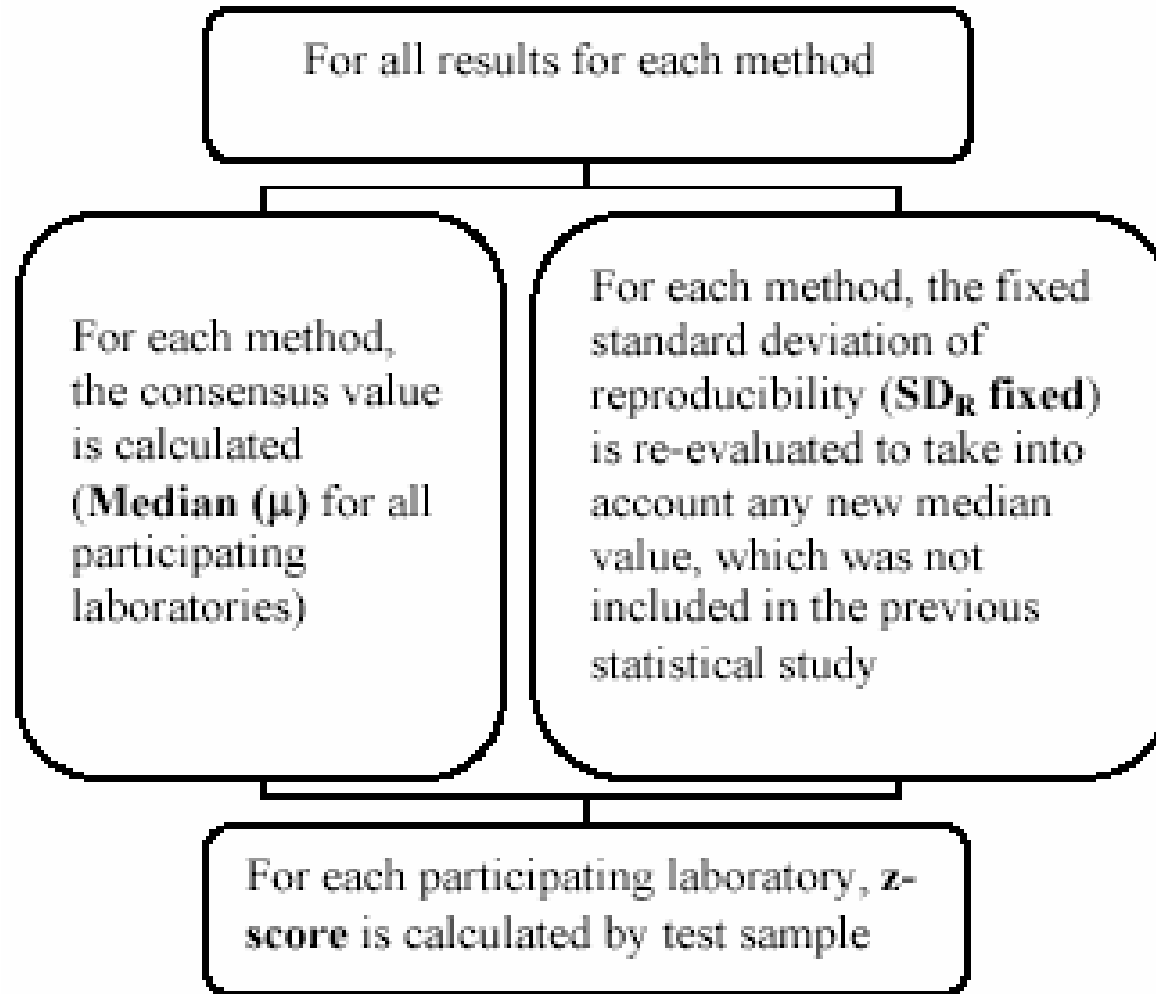 For all results for each method
For each method,
the consensus value
is calculated
(Median (μ) for all
participating
laboratories)
For each method, the fixed
standard deviation of
reproducibility (SDR fixed)
is re-evaluated to take into
account any new median
value, which was not
included in the previous
statistical study
For each participating laboratory, z-
score is calculated by test sample